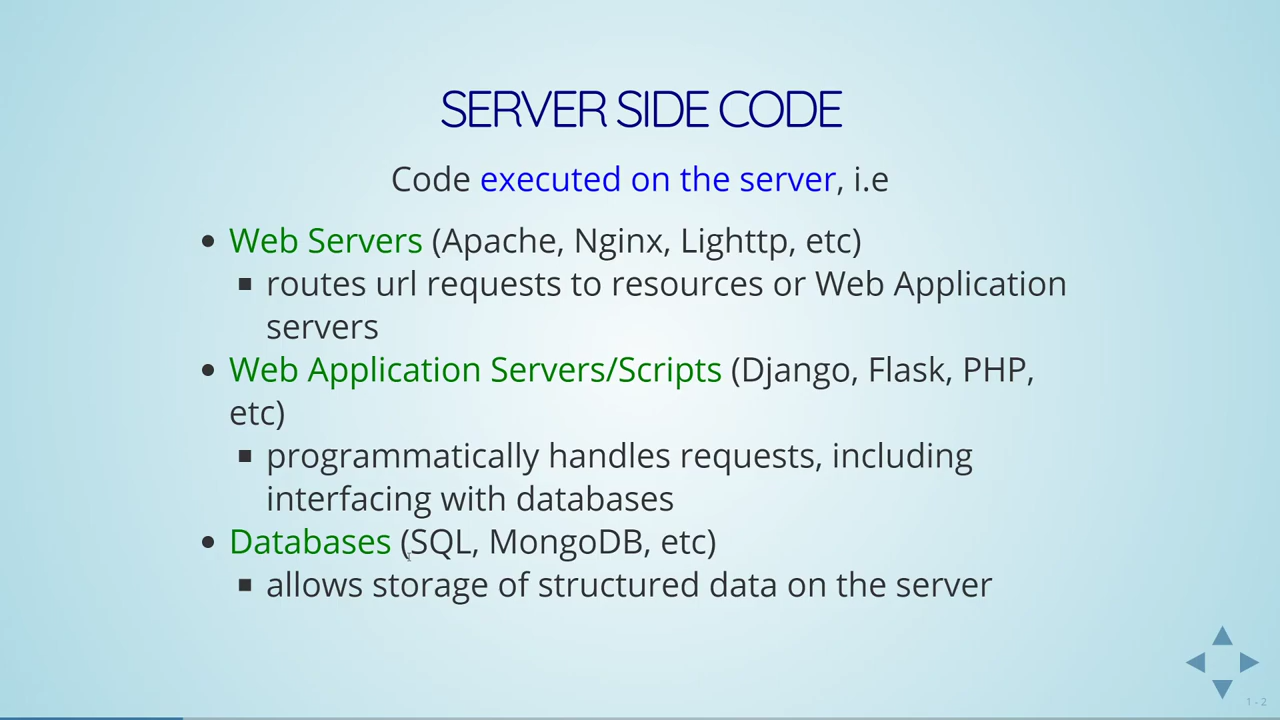 SERVER SIDE CODE
Code executed on the server, i.e
Web Servers (Apache, Nginx, Lighttp, etc)
routes url requests to resources or Web Application
servers
Web Application Servers/Scripts (Django, Flask, PHP,
etc)
programmatically handles requests, including
interfacing with databases
Databases (SQL, MongoDB, etc)
allows storage of structured data on the server
1 - 2